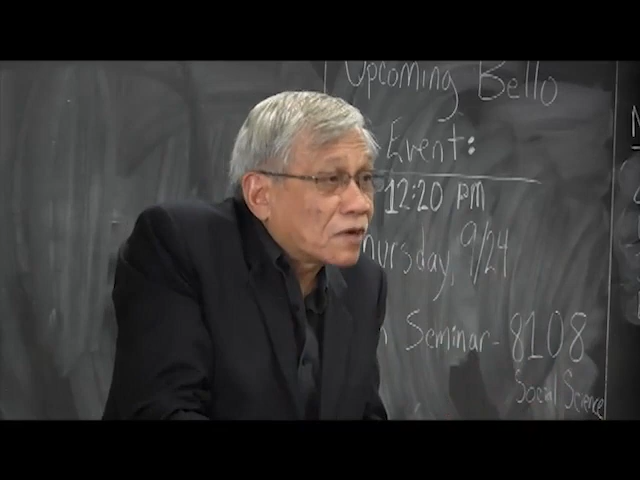 Upcoming Bello
Event:
12:20 pm
Thursday, 9/24
Seminar- 8108
Social Science